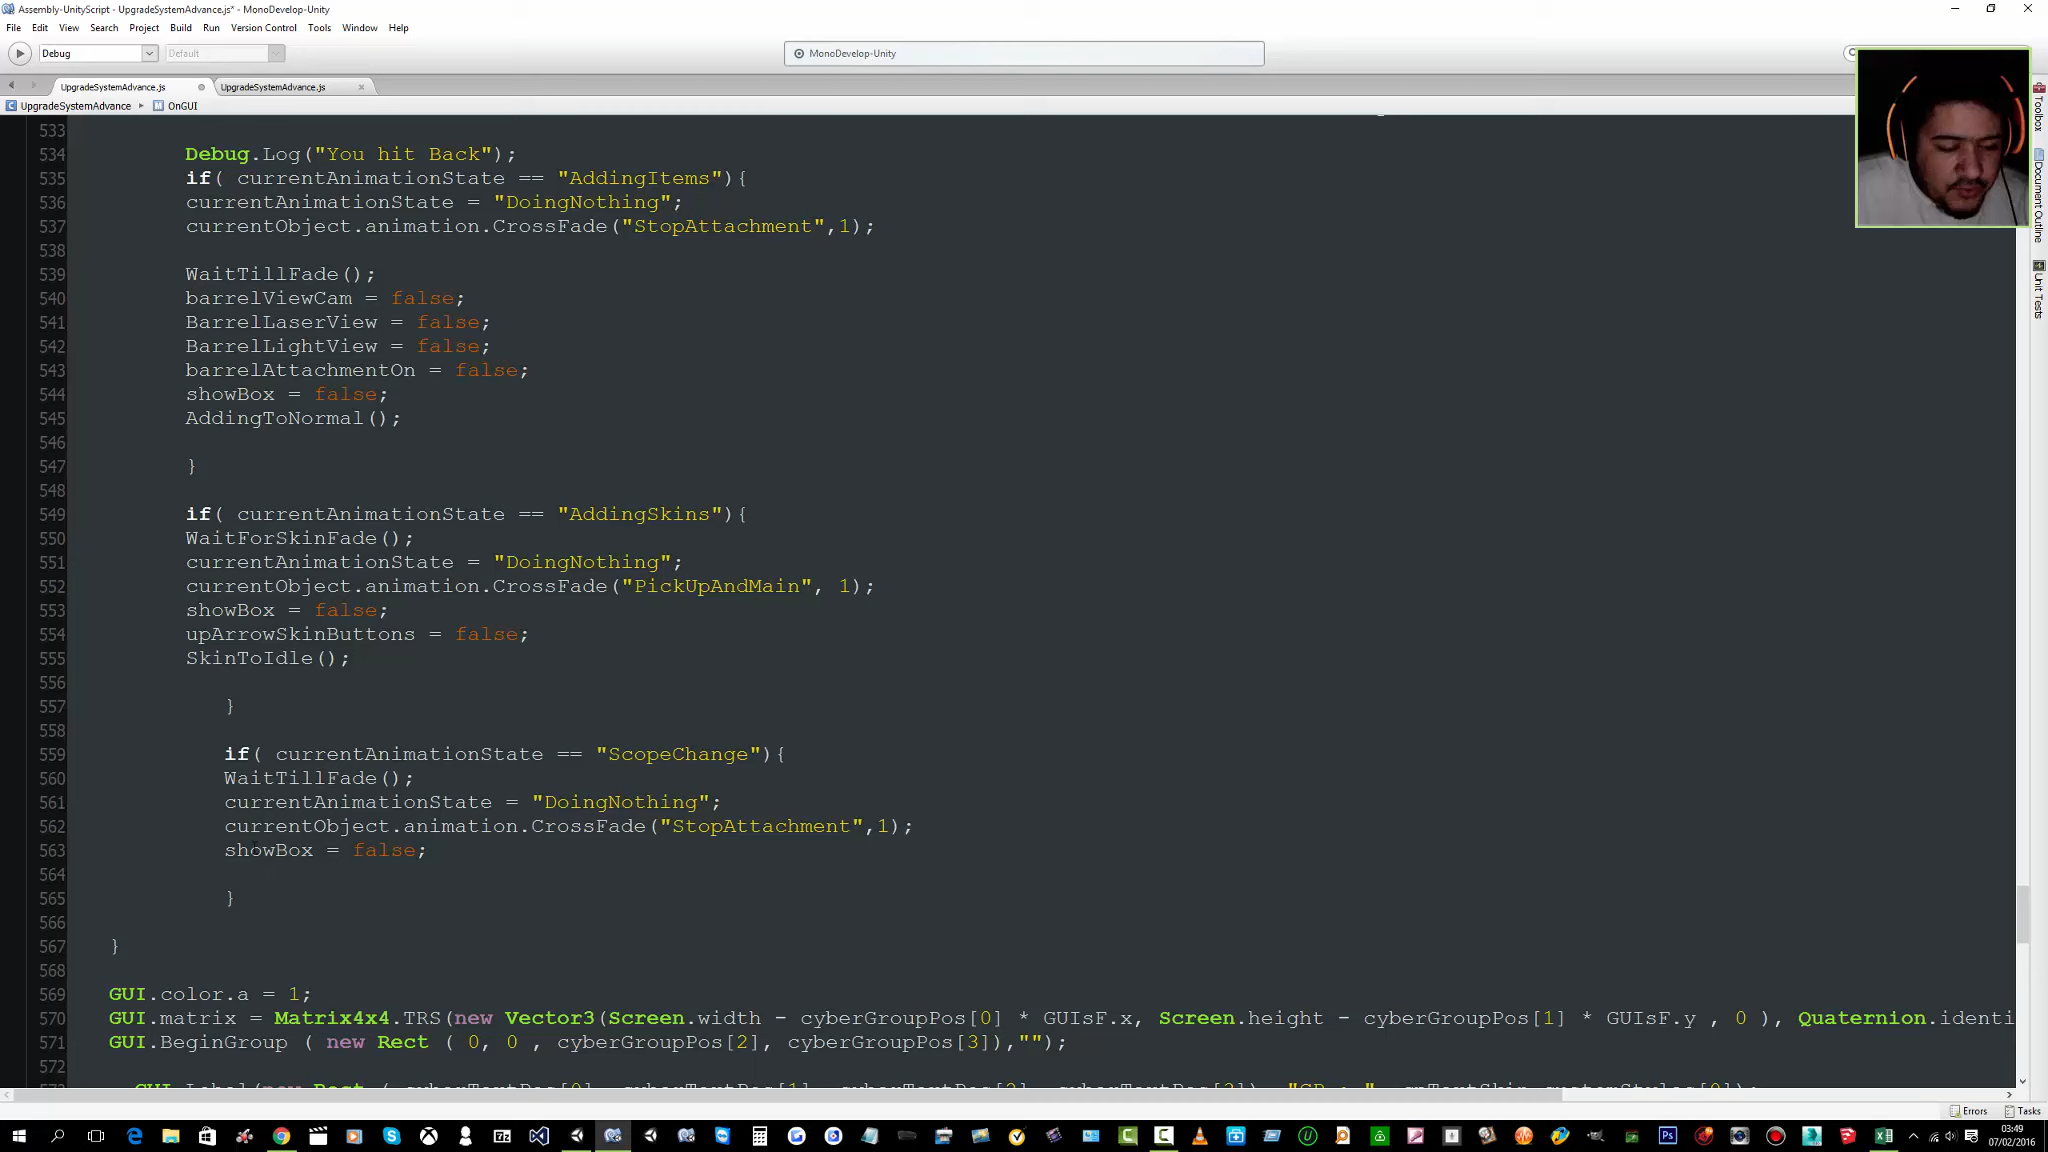 Assembly-UnityScript - UpgradeSystemAdvance.js* - MonoDevelop-Unity
File Edit View Search Project Build Run Version Control Tools Window Help
Debug Default MonoDevelop-Unity
UpgradeSystemAdvance.js UpgradeSystemAdvance.js
UpgradeSystemAdvance OnGUI
533
534 Debug.Log("You hit Back");
535 if( currentAnimationState == "AddingItems"){
536 currentAnimationState = "DoingNothing";
537 currentObject.animation.CrossFade("StopAttachment",1);
538
539 WaitTillFade();
540 barrelViewCam = false;
541 BarrelLaserView = false;
542 BarrelLightView = false;
543 barrelAttachmentOn = false;
544 showBox = false;
545 AddingToNormal();
546
547 }
548
549 if( currentAnimationState == "AddingSkins"){
550 WaitForSkinFade();
551 currentAnimationState = "DoingNothing";
552 currentObject.animation.CrossFade("PickUpAndMain", 1);
553 showBox = false;
554 upArrowSkinButtons = false;
555 SkinToIdle();
556
557 }
558
559 if( currentAnimationState == "ScopeChange"){
560 WaitTillFade();
561 currentAnimationState = "DoingNothing";
562 currentObject.animation.CrossFade("StopAttachment",1);
563 showBox = false;
564
565 }
566
567 }
568
569 GUI.color.a = 1;
570 GUI.matrix = Matrix4x4.TRS(new Vector3(Screen.width - cyberGroupPos[0] * GUIsF.x, Screen.height - cyberGroupPos[1] * GUIsF.y , 0 ), Quaternion.identi
571 GUI.BeginGroup ( new Rect ( 0, 0 , cyberGroupPos[2], cyberGroupPos[3]),"");
572
Toolbox
Document Outline
Unit Tests
Errors Tasks
03:49
07/02/2016